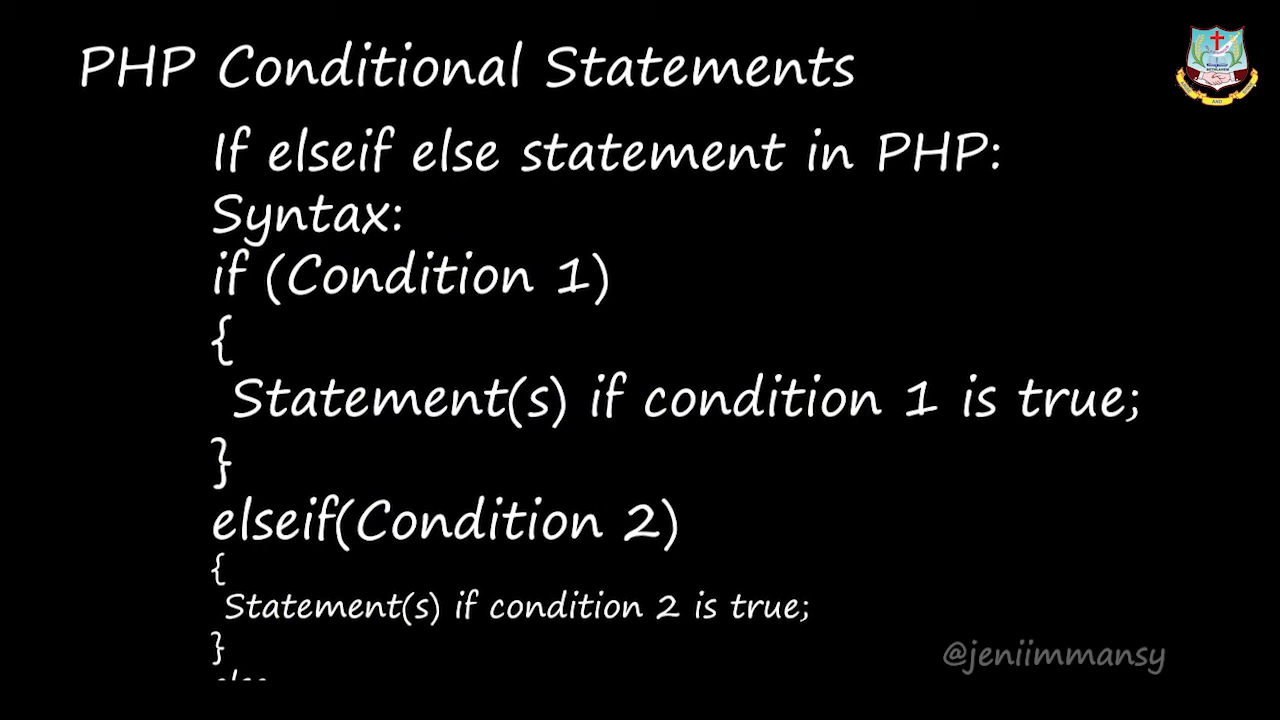 PHP Conditional Statements
If elseif else statement in PHP:
Syntax:
if (Condition 1)
{
Statement(s) if condition 1 is true;
}
elseif(Condition 2)
{
Statement(s) if condition 2 is true;
}
else
@jeniimmansy